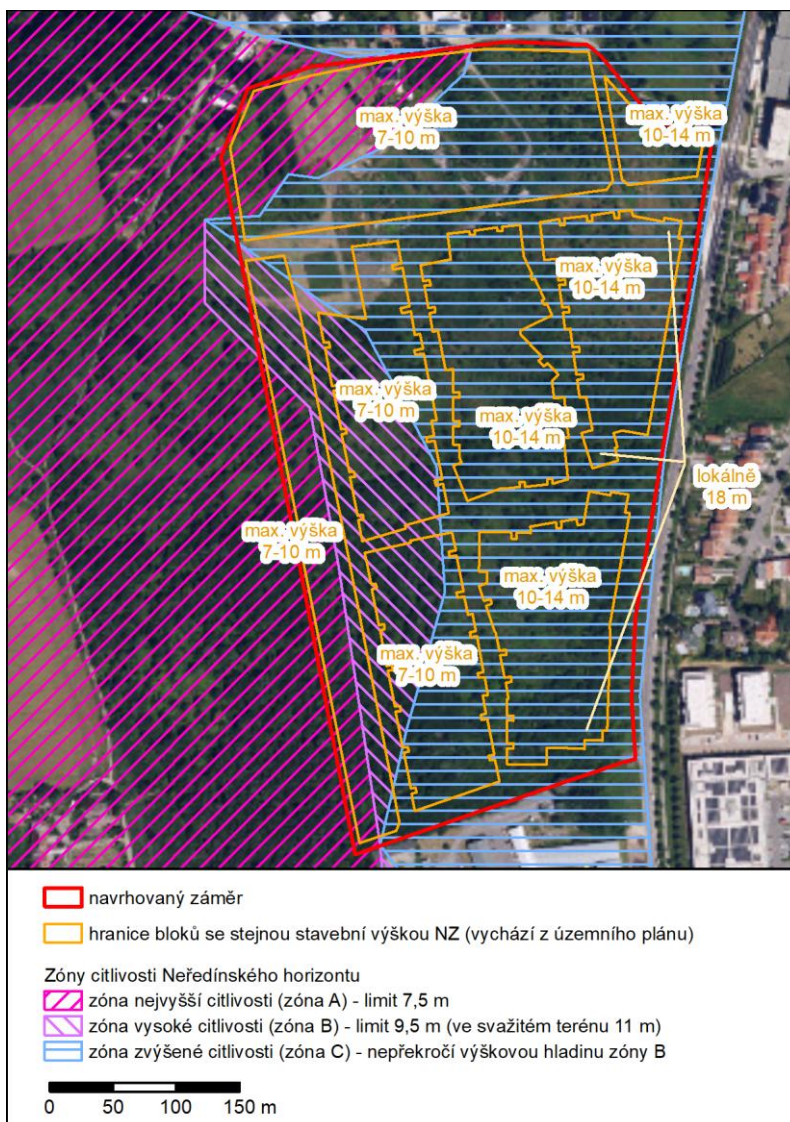 max. výška
7-10 m
max. výška
10-14 m
max. výška
10-14 m
max. výška
7-10 m
max. výška
10-14 m
lokálně
18 m
max. výška
7-10 m
max. výška
10-14 m
max. výška
7-10 m
navrhovaný záměr
hranice bloků se stejnou stavební výškou NZ (vychází z územního plánu)
Zóny citlivosti Neředínského horizontu
zóna nejvyšší citlivosti (zóna A) - limit 7,5 m
zóna vysoké citlivosti (zóna B) - limit 9,5 m (ve svažitém terénu 11 m)
zóna zvýšené citlivosti (zóna C) - nepřekročí výškovou hladinu zóny B
0 50 100 150 m